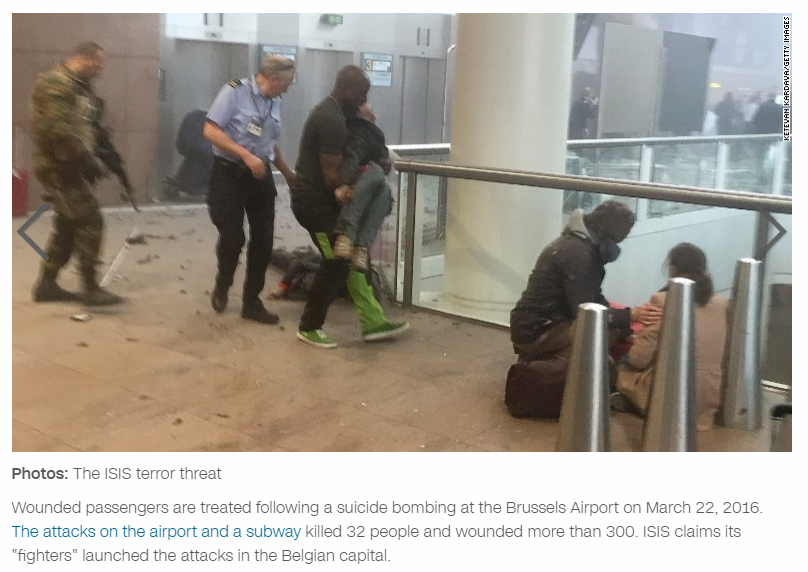 KETEVAN KARDAVA/GETTY IMAGES
Photos: The ISIS terror threat
Wounded passengers are treated following a suicide bombing at the Brussels Airport on March 22, 2016.
The attacks on the airport and a subway killed 32 people and wounded more than 300. ISIS claims its
"fighters" launched the attacks in the Belgian capital.